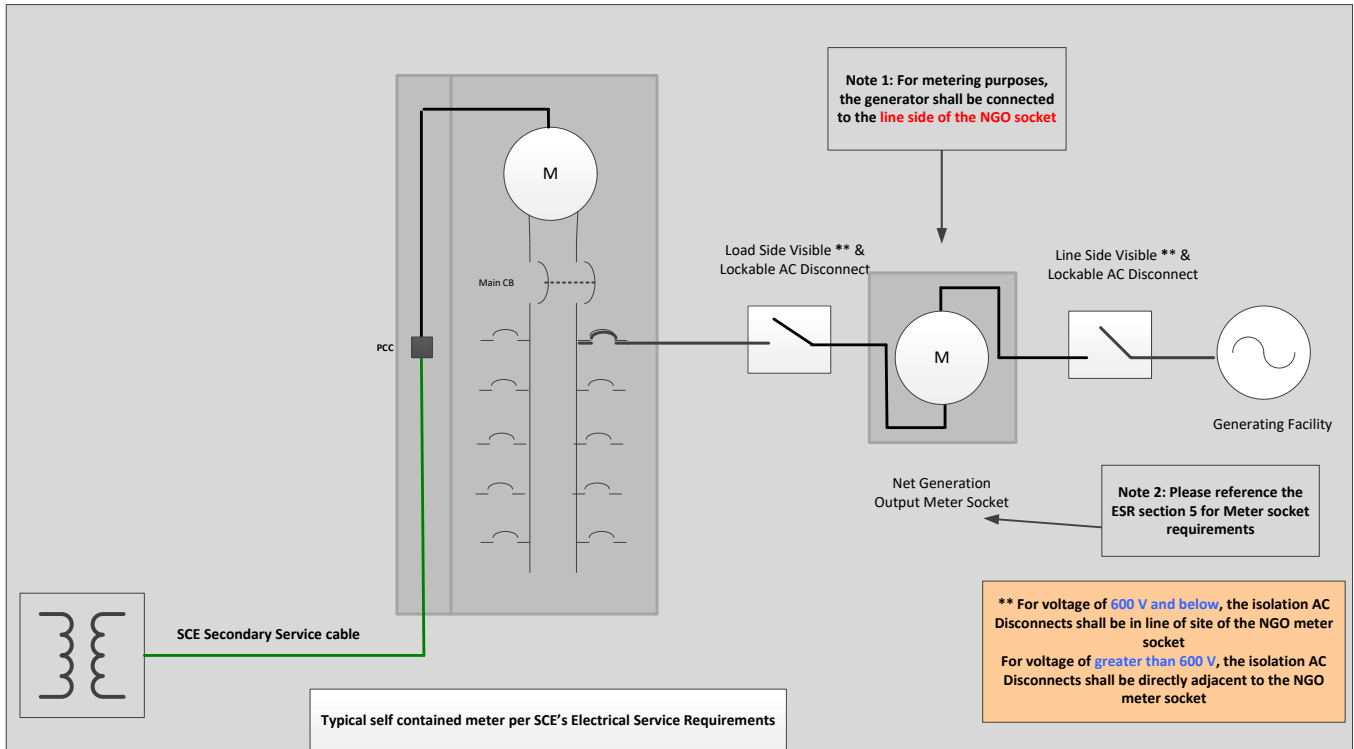 Note 1: For metering purposes,
the generator shall be connected
to the line side of the NGO socket
M
Load Side Visible ** &
Lockable AC Disconnect
Line Side Visible ** &
Lockable AC Disconnect
Main CB
PCC
M
Generating Facility
Net Generation
Output Meter Socket
Note 2: Please reference the
ESR section 5 for Meter socket
requirements
SCE Secondary Service cable
** For voltage of 600 V and below, the isolation AC
Disconnects shall be in line of site of the NGO meter
socket
For voltage of greater than 600 V, the isolation AC
Disconnects shall be directly adjacent to the NGO
meter socket
Typical self contained meter per SCE's Electrical Service Requirements